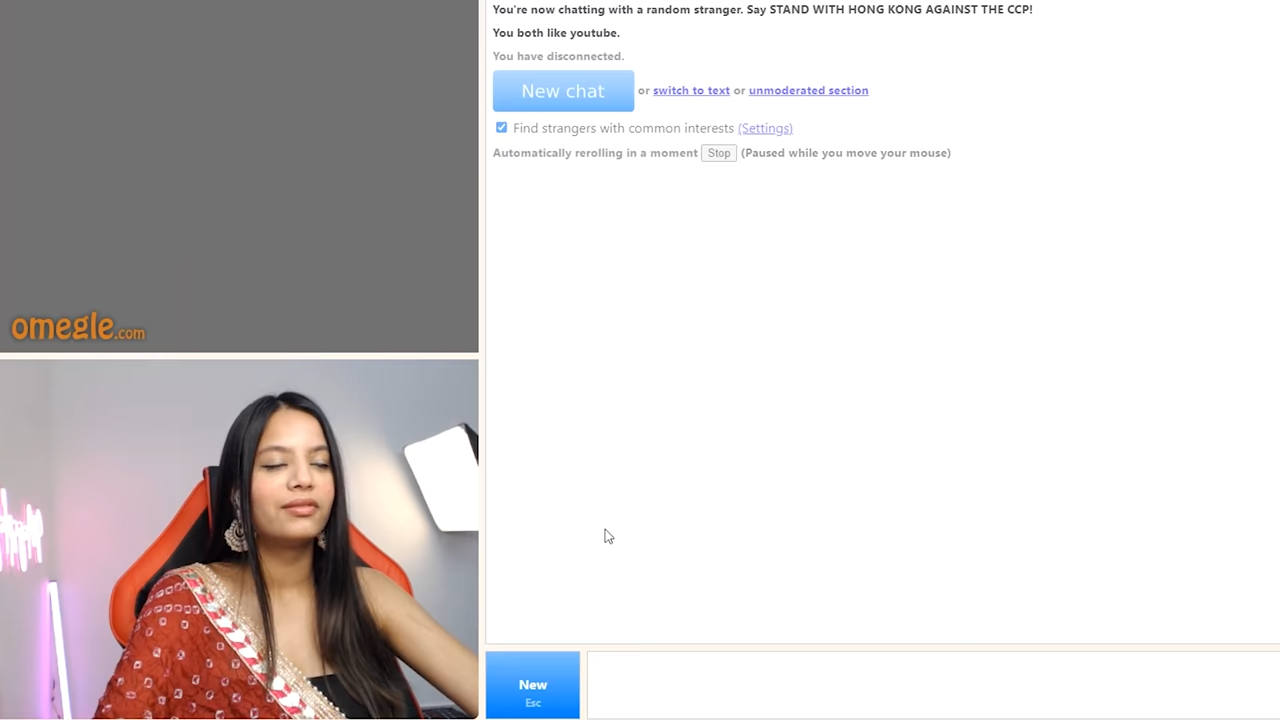 You're now chatting with a random stranger. Say STAND WITH HONG KONG AGAINST THE CCP!
You both like youtube.
You have disconnected.
New chat or switch to text or unmoderated section
Find strangers with common interests (Settings)
Automatically rerolling in a moment Stop (Paused while you move your mouse)
omegle.com
New
Esc